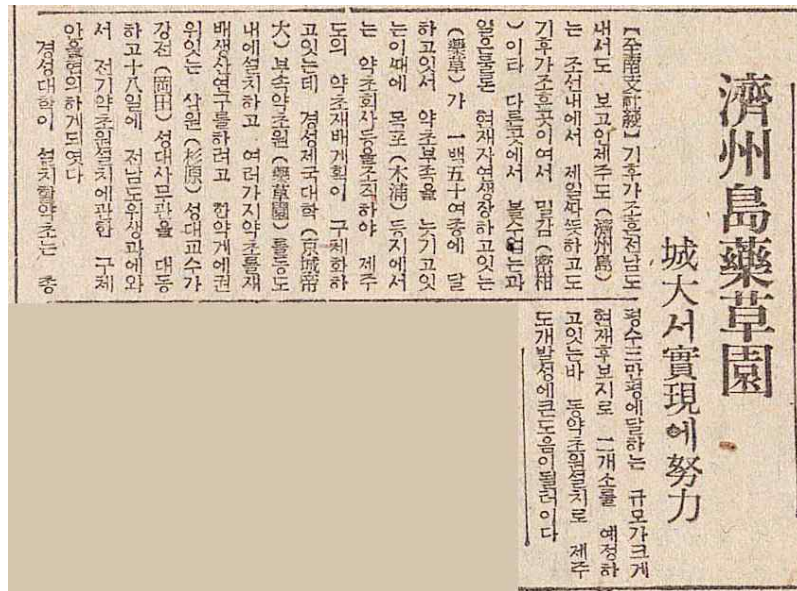 濟州島藥草園
城大서實現에努力
【全南支社發】 기후가조흔전남도
내서도 보고인제주도(濟州島)
는 조선내에서 제일따뜻하고도
기후가조흔곳이여서 밀감(蜜柑
)이다 다른곳에서 볼수업는과
일은물론 현재자연생장하고잇는
(藥草)가 一백五十여종에 달
하고잇서 약초부족을 늣기고잇
는이때에 목포(木浦)등지에서
는 약초회사등을조직하야 제주
도의 약초재배계획이 구체화하
고잇는데 경성제국대학(京城帝
大)부속약초원(藥草園)를동도
내에설치하고 여러가지약초를재
배생산연구를하려고 한약게에권
위잇는 삭원(杉原)성대교수가
강전(岡田)성대사무관을 대동
하고十八일에 전남도위생과에와
서 전기약초원설치에관한 구체
안을협의하게되엿다
경성대학이 설치할약초는 총
평수三만평에달하는 규모가크게
현재후보지로 二개소를 예정하
고잇는바 동약초원설치로 제주
도개발성에큰도음이될러이다